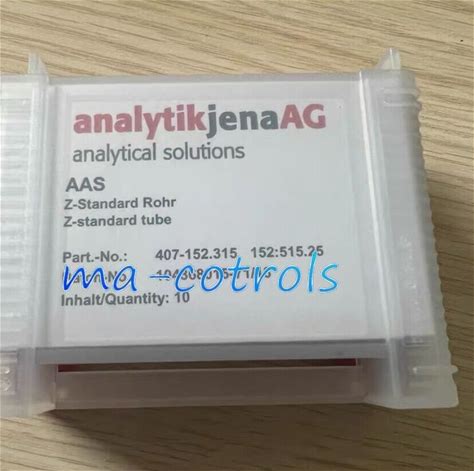 analytikjenaAG
analytical solutions
AAS
Z-Standard Rohr
Z-standard tube
Part.-No.: 407-152.315 152:515.25
ma-cotrols
Inhalt/Quantity: 10